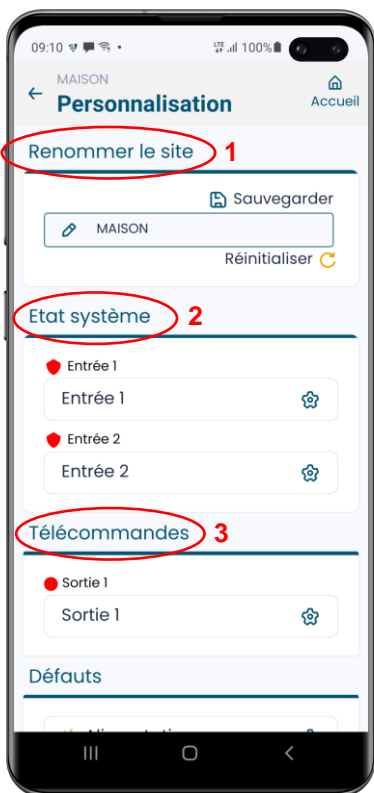 09:10 LTE 100%
MAISON
Personnalisation Accueil
Renommer le site 1
Sauvegarder
MAISON
Réinitialiser
Etat système 2
Entrée 1
Entrée 1
Entrée 2
Entrée 2
Télécommandes 3
Sortie 1
Sortie 1
Défauts